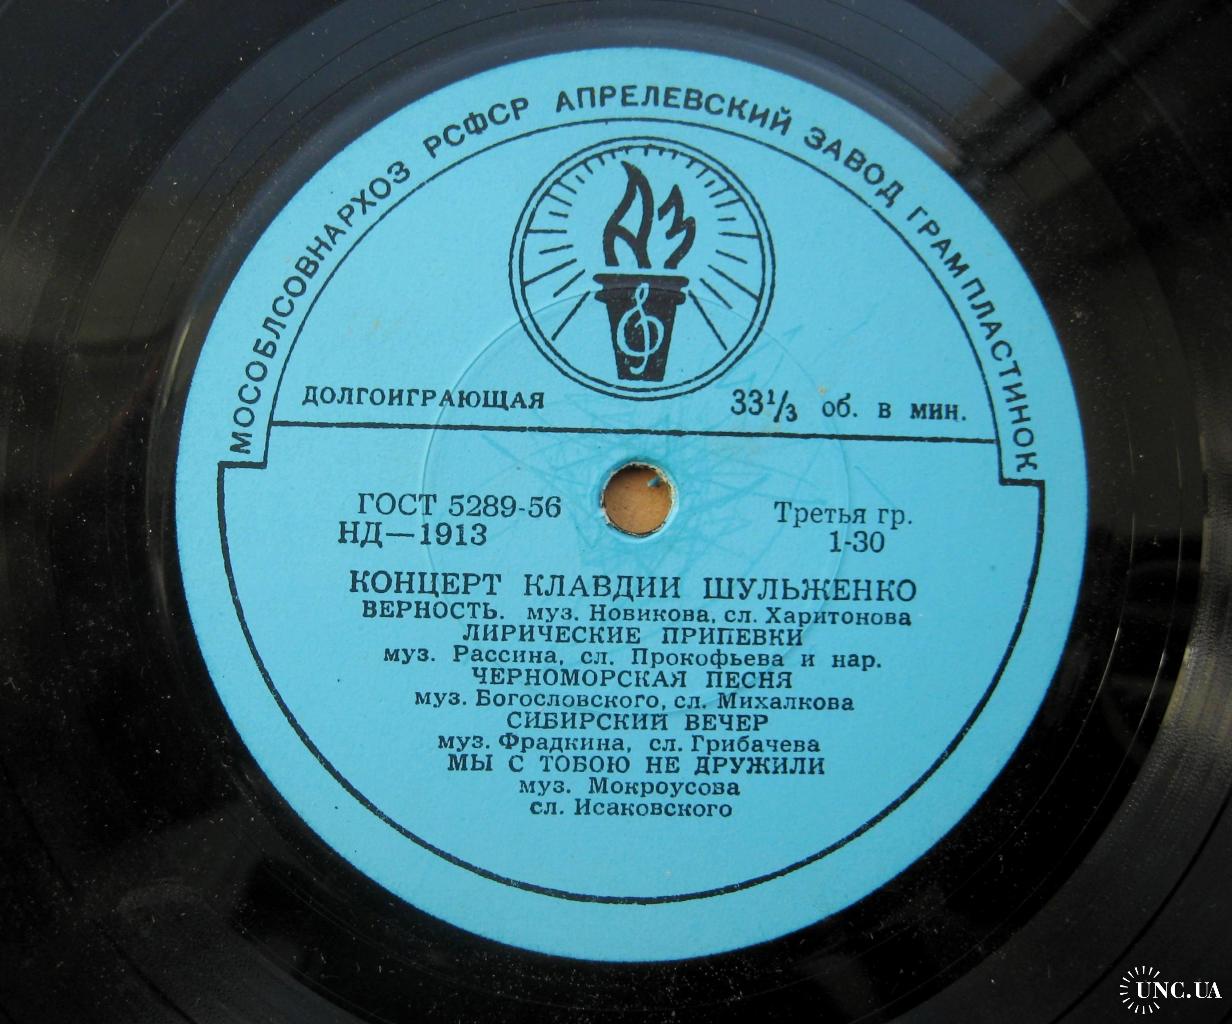 МОСОБЛСОВНАРХОЗ РСФСР АПРЕЛЕВСКИЙ ЗАВОД ГРАМПЛАСТИНОК
АЗ
ДОЛГОИГРАЮЩАЯ 33⅓ об. в мин.
ГОСТ 5289-56 Третья гр.
НД—1913 1-30
КОНЦЕРТ КЛАВДИИ ШУЛЬЖЕНКО
ВЕРНОСТЬ. муз. Новикова, сл. Харитонова
ЛИРИЧЕСКИЕ ПРИПЕВКИ
муз. Рассина, сл. Прокофьева и нар.
ЧЕРНОМОРСКАЯ ПЕСНЯ
муз. Богословского, сл. Михалкова
СИБИРСКИЙ ВЕЧЕР
муз. Фрадкина, сл. Грибачева
МЫ С ТОБОЮ НЕ ДРУЖИЛИ
муз. Мокроусова
сл. Исаковского
UNC.UA